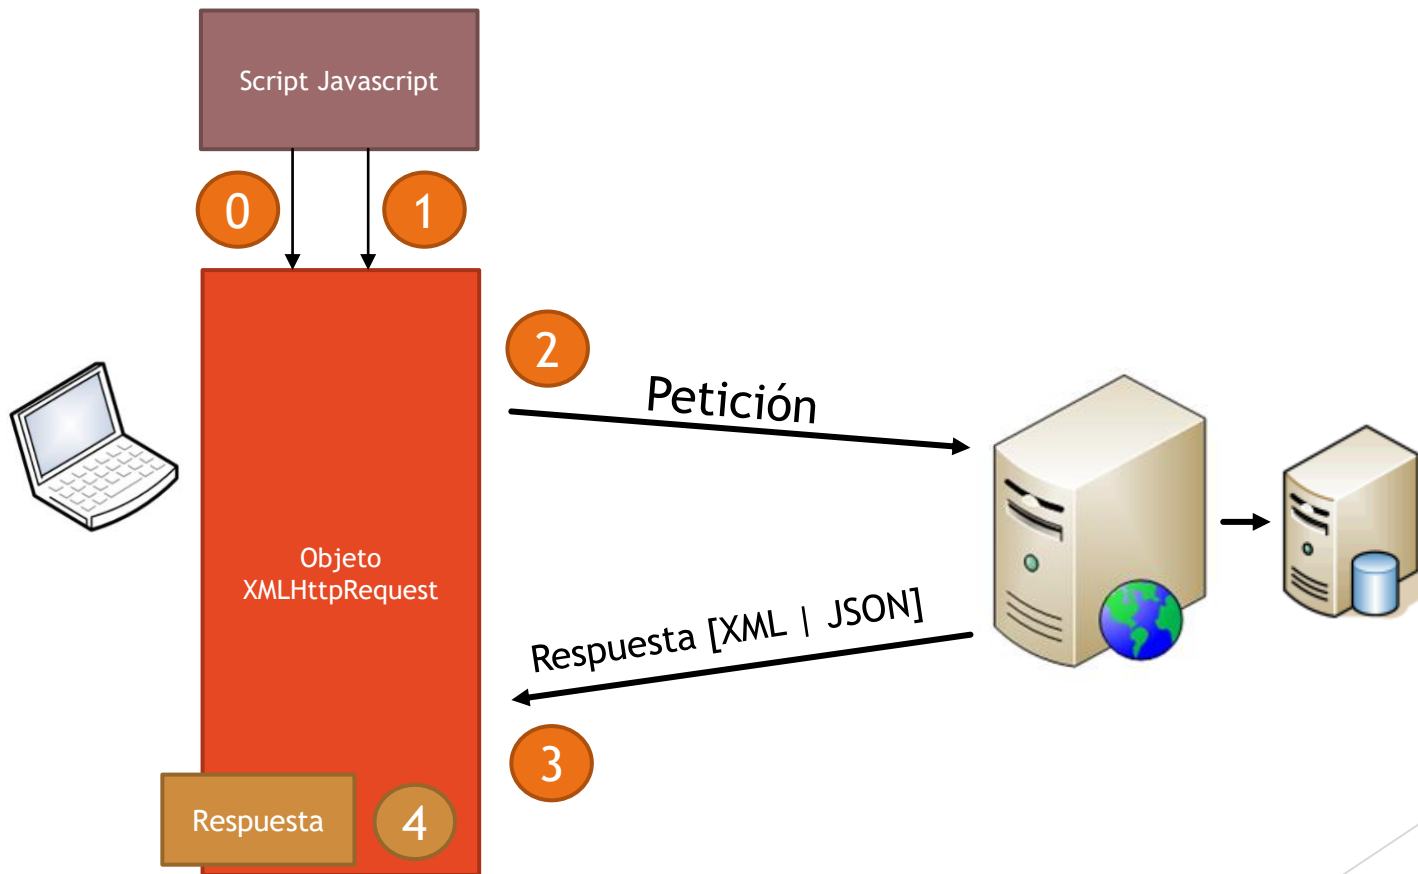 Script Javascript
0
1
2
Petición
Objeto
XMLHttpRequest
Respuesta [XML | JSON]
3
Respuesta
4